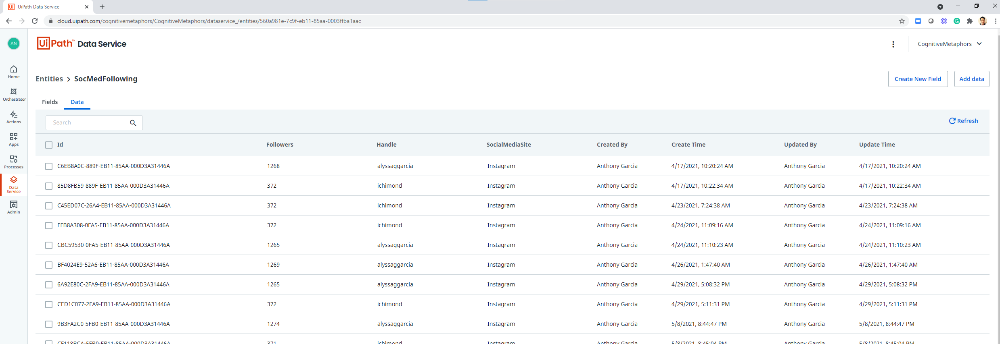 UiPath Data Service
cloud.uipath.com/cognitivemetaphors/CognitiveMetaphors/dataservice_/entities/560a981e-7c9f-eb11-85aa-0003ffba1aac
AN
UiPath™ Data Service
CognitiveMetaphors
Home
Orchestrator
Actions
Apps
Processes
Data
Service
Admin
Entities > SocMedFollowing
Create New Field Add data
Fields Data
Search
Refresh
Id Followers Handle SocialMediaSite Created By Create Time Updated By Update Time
C6EB8A0C-889F-EB11-85AA-000D3A31446A 1268 alyssaggarcia Instagram Anthony Garcia 4/17/2021, 10:20:24 AM Anthony Garcia 4/17/2021, 10:20:24 AM
85D8FB59-889F-EB11-85AA-000D3A31446A 372 ichimond Instagram Anthony Garcia 4/17/2021, 10:22:34 AM Anthony Garcia 4/17/2021, 10:22:34 AM
C45ED07C-26A4-EB11-85AA-000D3A31446A 372 ichimond Instagram Anthony Garcia 4/23/2021, 7:24:38 AM Anthony Garcia 4/23/2021, 7:24:38 AM
FFB8A308-0FA5-EB11-85AA-000D3A31446A 372 ichimond Instagram Anthony Garcia 4/24/2021, 11:09:16 AM Anthony Garcia 4/24/2021, 11:09:16 AM
CBC59530-0FA5-EB11-85AA-000D3A31446A 1265 alyssaggarcia Instagram Anthony Garcia 4/24/2021, 11:10:23 AM Anthony Garcia 4/24/2021, 11:10:23 AM
BF4024E9-52A6-EB11-85AA-000D3A31446A 1269 alyssaggarcia Instagram Anthony Garcia 4/26/2021, 1:47:40 AM Anthony Garcia 4/26/2021, 1:47:40 AM
6A92E80C-2FA9-EB11-85AA-000D3A31446A 1265 alyssaggarcia Instagram Anthony Garcia 4/29/2021, 5:08:32 PM Anthony Garcia 4/29/2021, 5:08:32 PM
CED1C077-2FA9-EB11-85AA-000D3A31446A 372 ichimond Instagram Anthony Garcia 4/29/2021, 5:11:31 PM Anthony Garcia 4/29/2021, 5:11:31 PM
9B3FA2C0-5FB0-EB11-85AA-000D3A31446A 1274 alyssaggarcia Instagram Anthony Garcia 5/8/2021, 8:44:47 PM Anthony Garcia 5/8/2021, 8:44:47 PM
371 ichimond Instagram Anthony Garcia 5/8/2021, 8:45:04 PM Anthony Garcia 5/8/2021, 8:45:04 PM